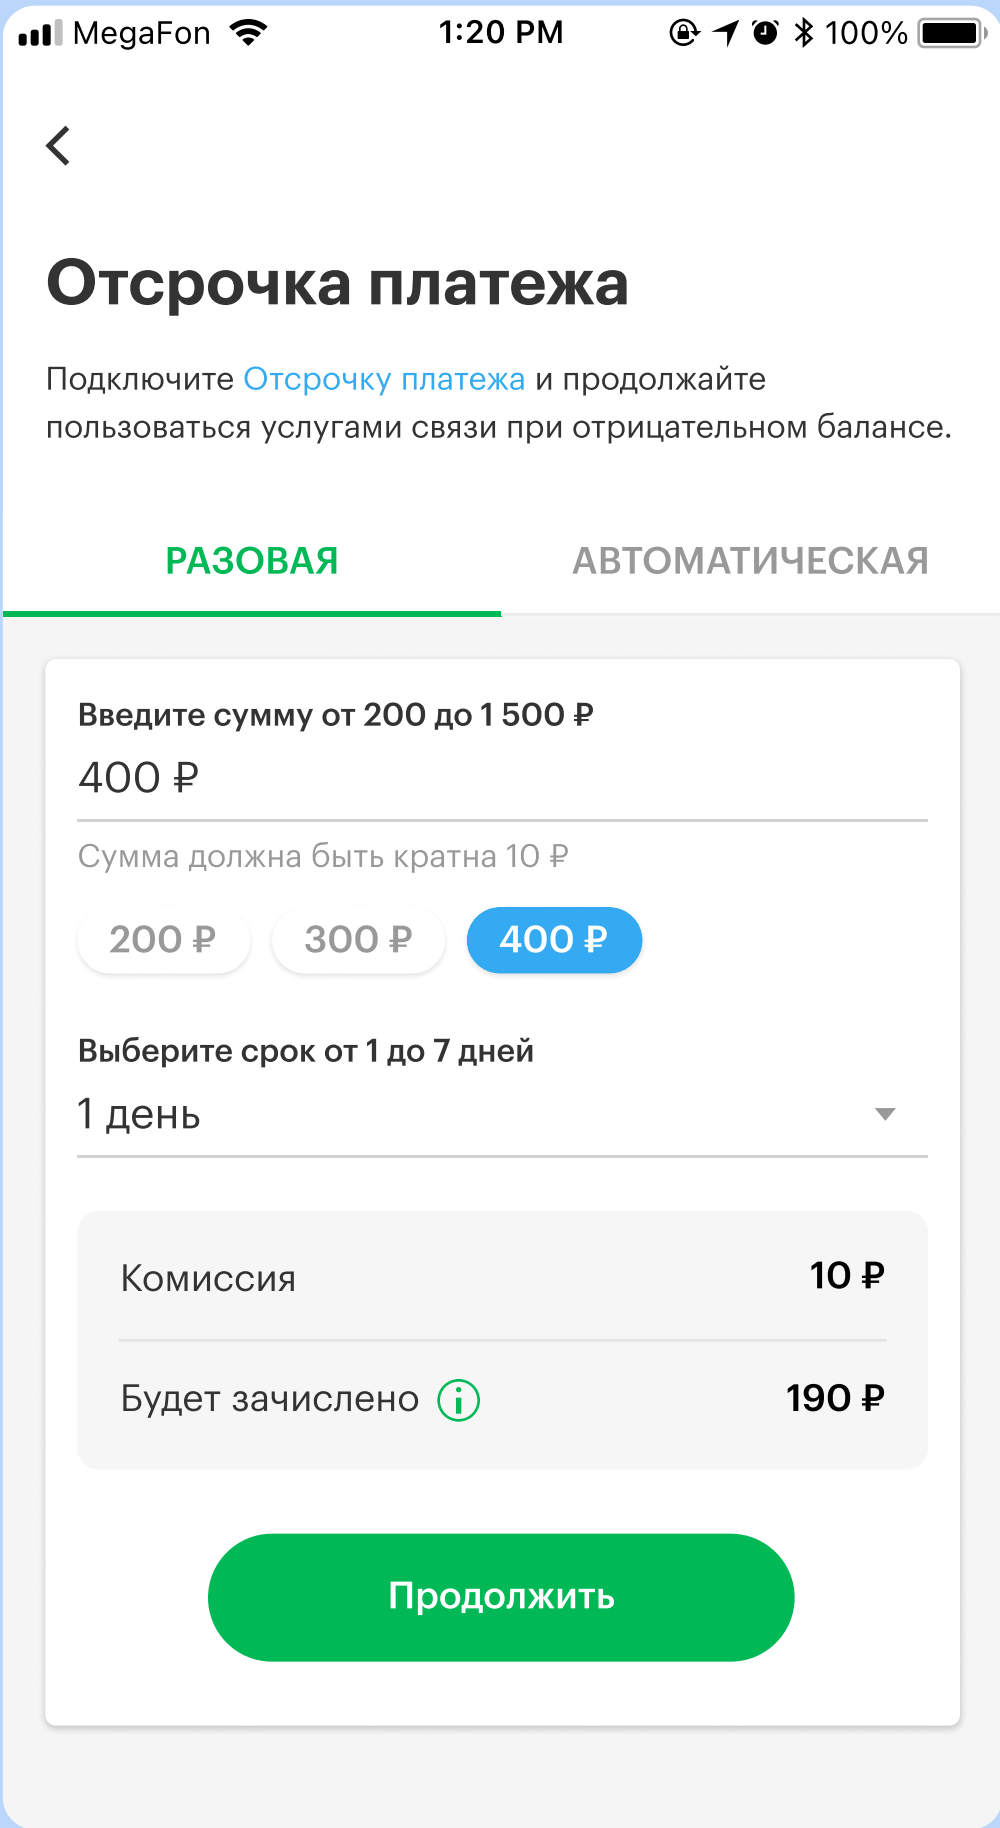 MegaFon 1:20 PM 100%
Отсрочка платежа
Подключите Отсрочку платежа и продолжайте
пользоваться услугами связи при отрицательном балансе.
РАЗОВАЯ АВТОМАТИЧЕСКАЯ
Введите сумму от 200 до 1 500 ₽
400 ₽
Сумма должна быть кратна 10 ₽
200 ₽ 300 ₽ 400 ₽
Выберите срок от 1 до 7 дней
1 день
Комиссия 10 ₽
Будет зачислено 190 ₽
Продолжить